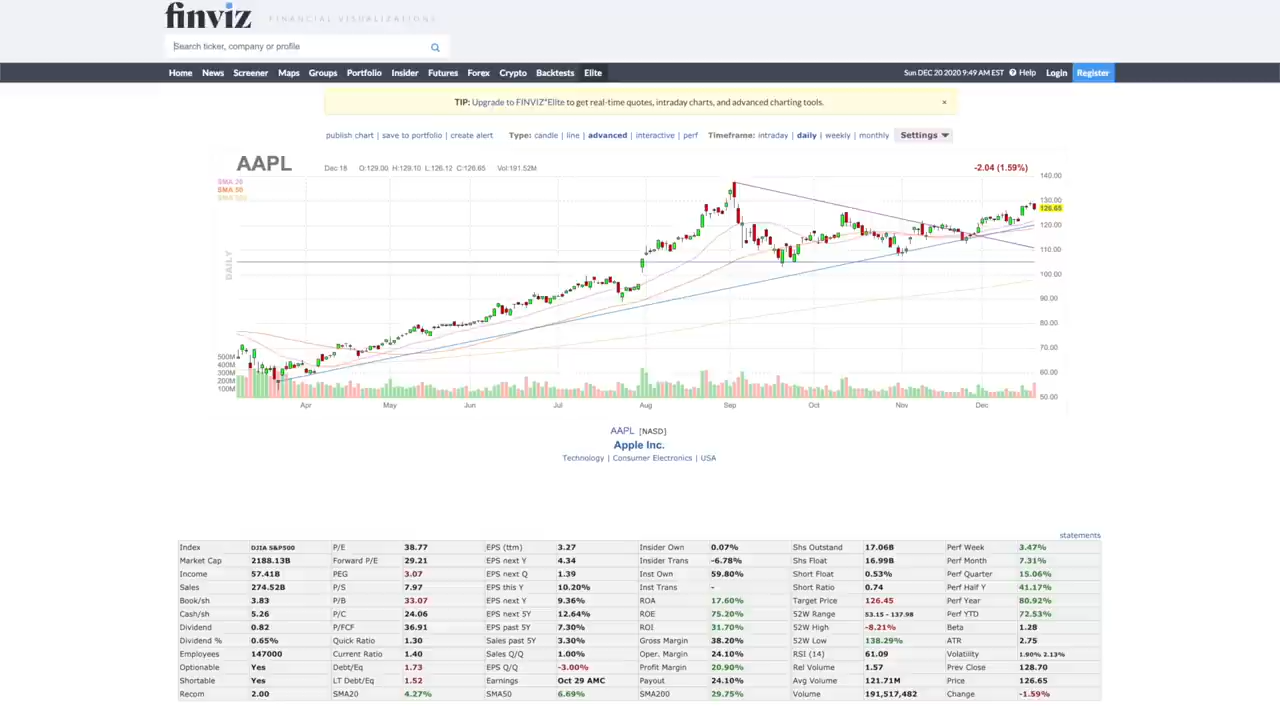 finviz FINANCIAL VISUALIZATIONS
Search ticker, company or profile
Home News Screener Maps Groups Portfolio Insider Futures Forex Crypto Backtests Elite Sun DEC 20 2020 9:49 AM EST Help Login Register
TIP: Upgrade to FINVIZ*Elite to get real-time quotes, intraday charts, and advanced charting tools. ×
publish chart | save to portfolio | create alert Type: candle | line | advanced | interactive | perf Timeframe: intraday | daily | weekly | monthly Settings
AAPL Dec 18 O:129.00 H:129.10 L:126.12 C:126.65 Vol:191.52M -2.04 (1.59%)
SMA 20
SMA 50
SMA 200
DAILY
140.00
130.00
126.65
120.00
110.00
100.00
90.00
80.00
70.00
60.00
50.00
500M
400M
300M
200M
100M
Apr May Jun Jul Aug Sep Oct Nov Dec
AAPL [NASD]
Apple Inc.
Technology | Consumer Electronics | USA
statements
Index DJIA S&P500 P/E 38.77 EPS (ttm) 3.27 Insider Own 0.07% Shs Outstand 17.06B Perf Week 3.47%
Market Cap 2188.13B Forward P/E 29.21 EPS next Y 4.34 Insider Trans -6.78% Shs Float 16.99B Perf Month 7.31%
Income 57.41B PEG 3.07 EPS next Q 1.39 Inst Own 59.80% Short Float 0.53% Perf Quarter 15.06%
Sales 274.52B P/S 7.97 EPS this Y 10.20% Inst Trans - Short Ratio 0.74 Perf Half Y 41.17%
Book/sh 3.83 P/B 33.07 EPS next Y 9.36% ROA 17.60% Target Price 126.45 Perf Year 80.92%
Cash/sh 5.26 P/C 24.06 EPS next 5Y 12.64% ROE 75.20% 52W Range 53.15 - 137.98 Perf YTD 72.53%
Dividend 0.82 P/FCF 36.91 EPS past 5Y 7.30% ROI 31.70% 52W High -8.21% Beta 1.28
Dividend % 0.65% Quick Ratio 1.30 Sales past 5Y 3.30% Gross Margin 38.20% 52W Low 138.29% ATR 2.75
Employees 147000 Current Ratio 1.40 Sales Q/Q 1.00% Oper. Margin 24.10% RSI (14) 61.09 Volatility 1.90% 2.13%
Optionable Yes Debt/Eq 1.73 EPS Q/Q -3.00% Profit Margin 20.90% Rel Volume 1.57 Prev Close 128.70
Shortable Yes LT Debt/Eq 1.52 Earnings Oct 29 AMC Payout 24.10% Avg Volume 121.71M Price 126.65
Recom 2.00 SMA20 4.27% SMA50 6.69% SMA200 29.75% Volume 191,517,482 Change -1.59%